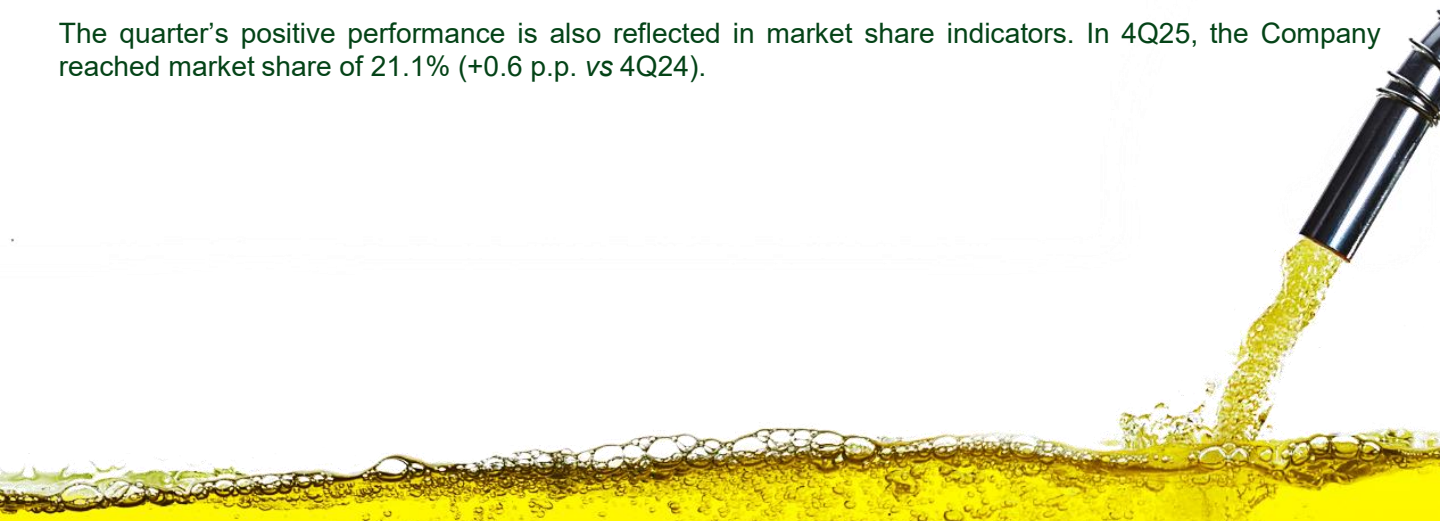 The quarter’s positive performance is also reflected in market share indicators. In 4Q25, the Company
reached market share of 21.1% (+0.6 p.p. vs 4Q24).